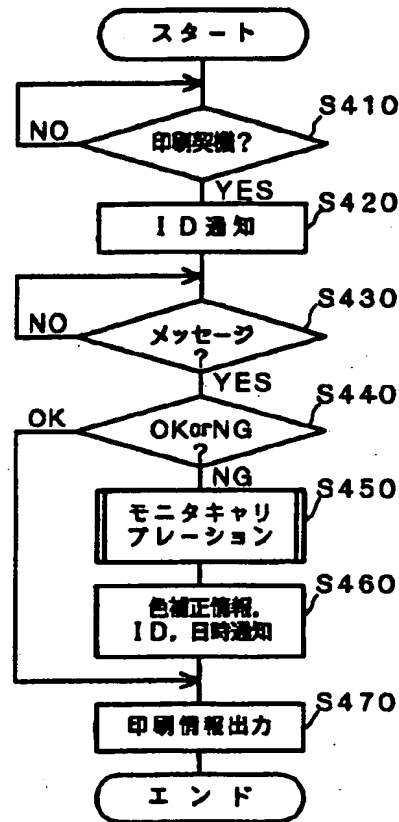 スタート
S410
印刷契機?
NO
YES
S420
ID通知
S430
NO
メッセージ
?
YES
S440
OK
OKorNG
?
NG
S450
モニタキャリ
ブレーション
S460
色補正情報,
ID,日時通知
S470
印刷情報出力
エンド